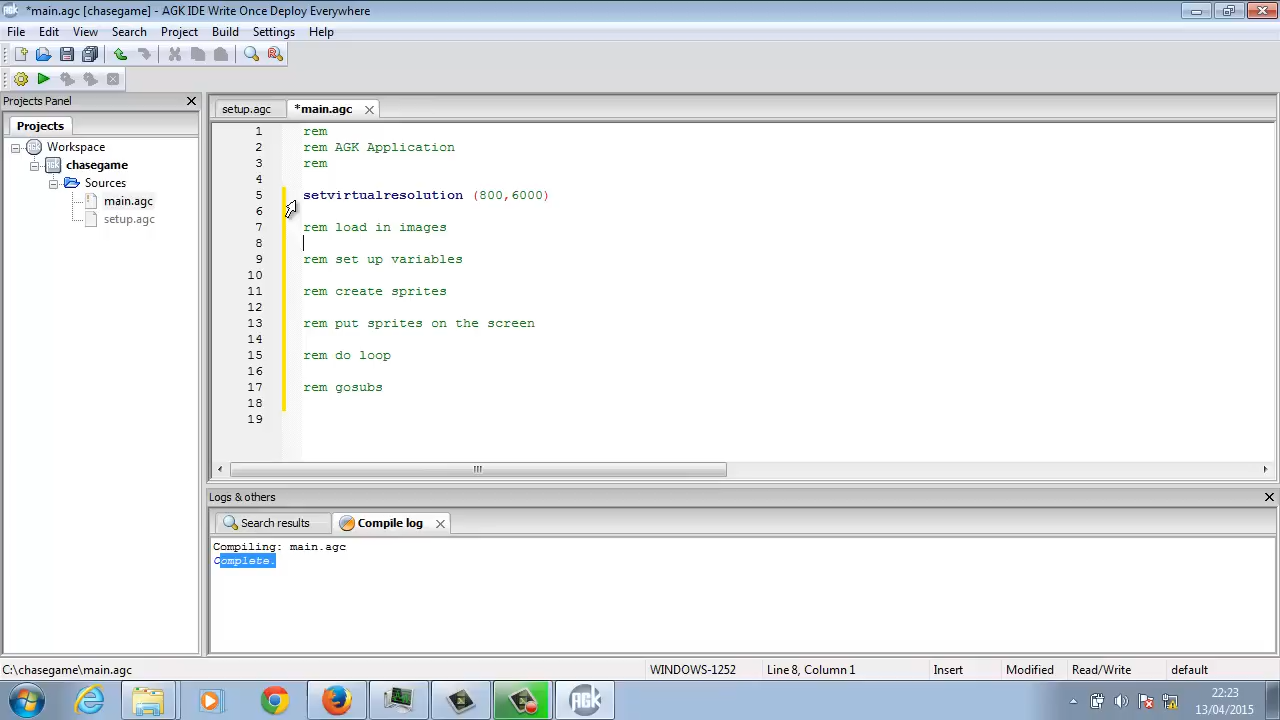 *main.agc [chasegame] - AGK IDE Write Once Deploy Everywhere
File Edit View Search Project Build Settings Help
Projects Panel
Projects
Workspace
chasegame
Sources
main.agc
setup.agc
setup.agc *main.agc
1 rem
2 rem AGK Application
3 rem
4
5 setvirtualresolution (800,6000)
6
7 rem load in images
8
9 rem set up variables
10
11 rem create sprites
12
13 rem put sprites on the screen
14
15 rem do loop
16
17 rem gosubs
18
19
Logs & others
Search results Compile log
Compiling: main.agc
Complete.
C:\chasegame\main.agc WINDOWS-1252 Line 8, Column 1 Insert Modified Read/Write default
AGK
22:23
13/04/2015